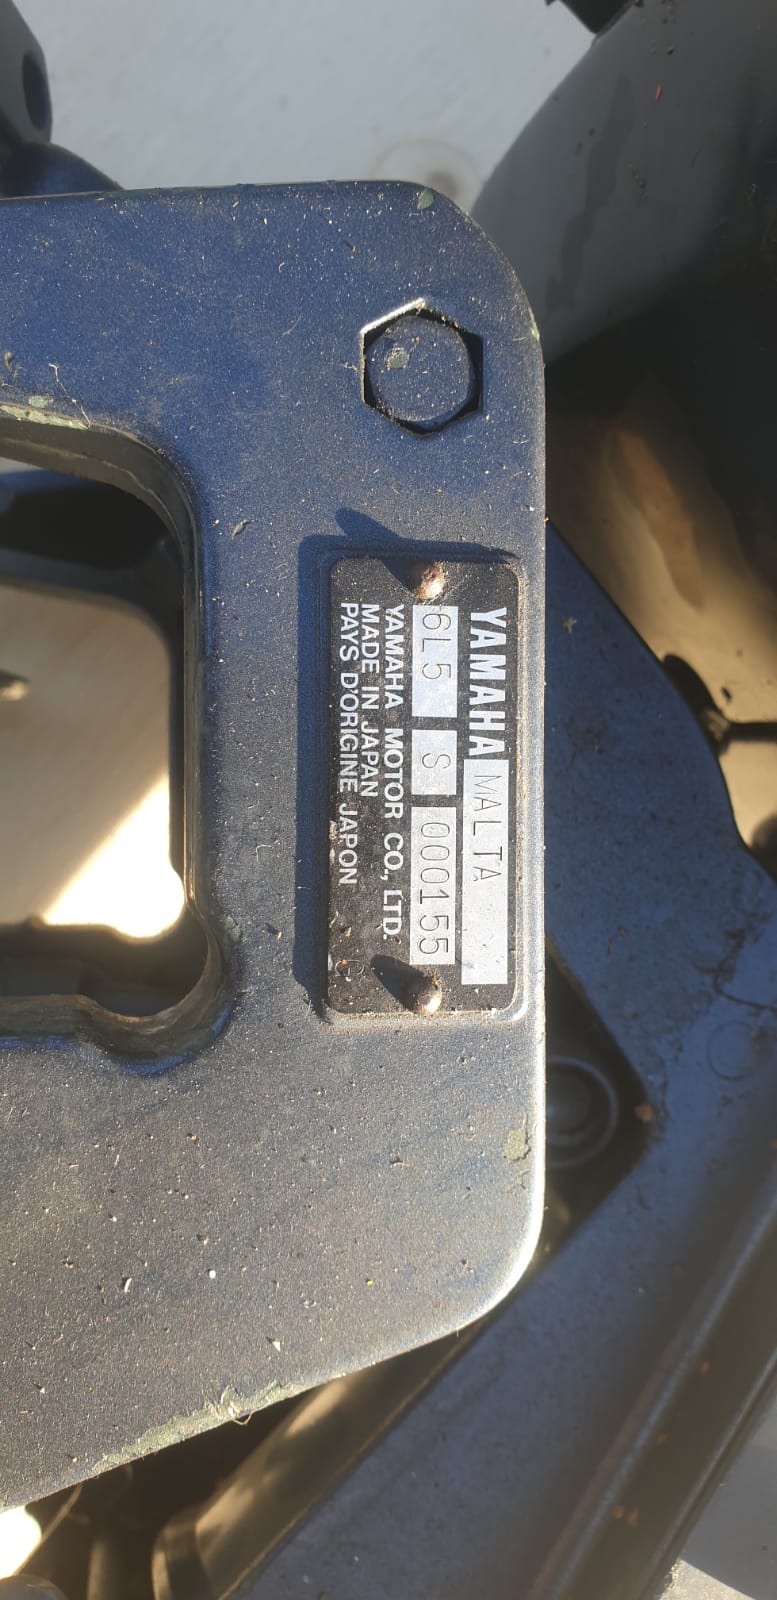 YAMAHA MALTA
6L5 S 000155
YAMAHA MOTOR CO., LTD.
MADE IN JAPAN
PAYS D'ORIGINE JAPON